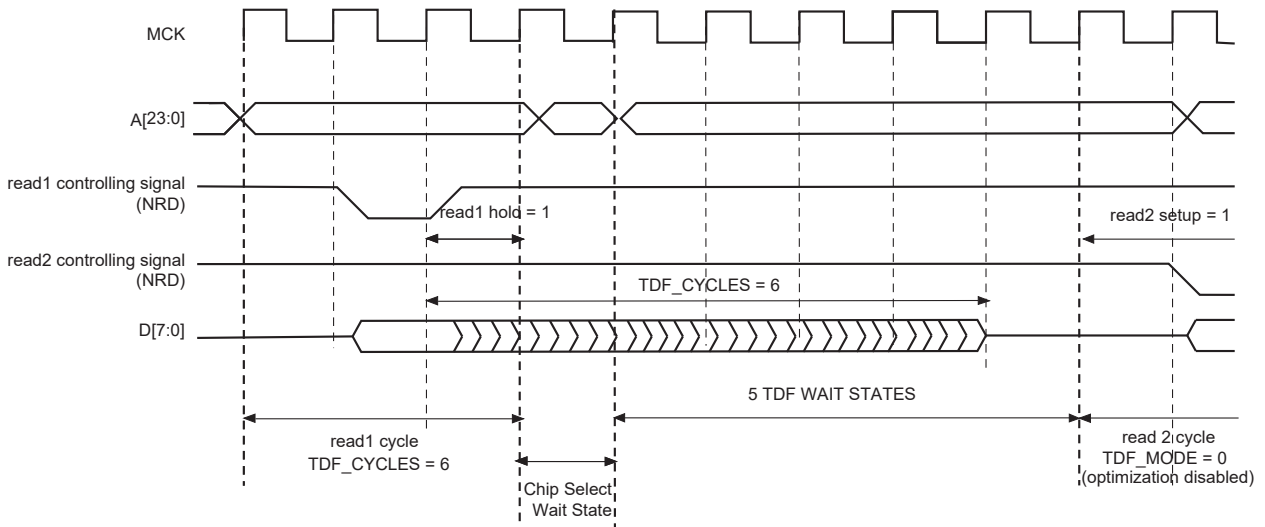 MCK
A[23:0]
read1 controlling signal
(NRD)
read1 hold = 1
read2 setup = 1
read2 controlling signal
(NRD)
TDF_CYCLES = 6
D[7:0]
5 TDF WAIT STATES
read1 cycle
TDF_CYCLES = 6
read 2 cycle
TDF_MODE = 0
(optimization disabled)
Chip Select
Wait State